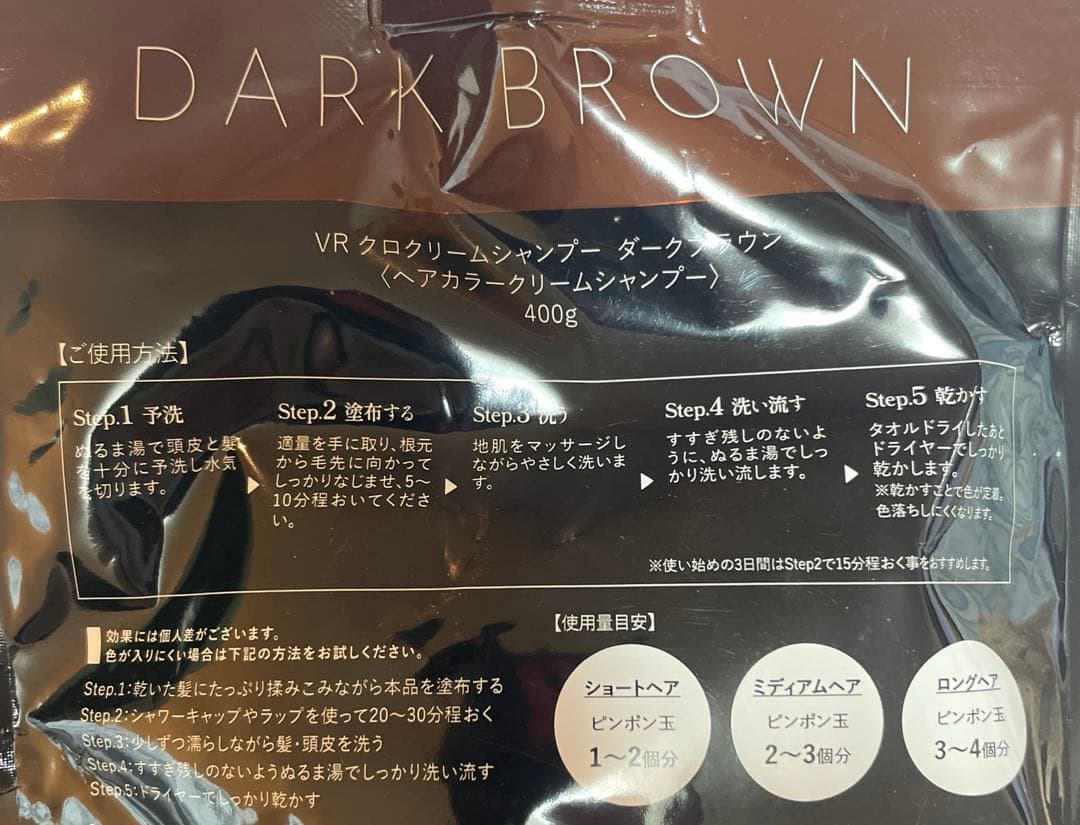 DARK BROWN
VR クロクリームシャンプー ダークブラウン
〈ヘアカラークリームシャンプー〉
400g
【ご使用方法】
Step.1 予洗
ぬるま湯で頭皮と髪
を十分に予洗し水気
を切ります。
Step.2 塗布する
適量を手に取り、根元
から毛先に向かって
しっかりなじませ、5〜
10分程おいてくださ
い。
Step.3 洗う
地肌をマッサージし
ながらやさしく洗いま
す。
Step.4 洗い流す
すすぎ残しのないよ
うに、ぬるま湯でしっ
かり洗い流します。
Step.5 乾かす
タオルドライしたあと
ドライヤーでしっかり
乾かします。
※乾かすことで色が定着。
色落ちしにくくなります。
※使い始めの3日間はStep2で15分程おく事をおすすめします。
効果には個人差がございます。
色が入りにくい場合は下記の方法をお試しください。
Step.1:乾いた髪にたっぷり揉みこみながら本品を塗布する
Step.2:シャワーキャップやラップを使って20〜30分程おく
Step.3:少しずつ濡らしながら髪・頭皮を洗う
Step.4:すすぎ残しのないようぬるま湯でしっかり洗い流す
Step.5:ドライヤーでしっかり乾かす
【使用量目安】
ショートヘア
ピンポン玉
1〜2個分
ミディアムヘア
ピンポン玉
2〜3個分
ロングヘア
ピンポン玉
3〜4個分